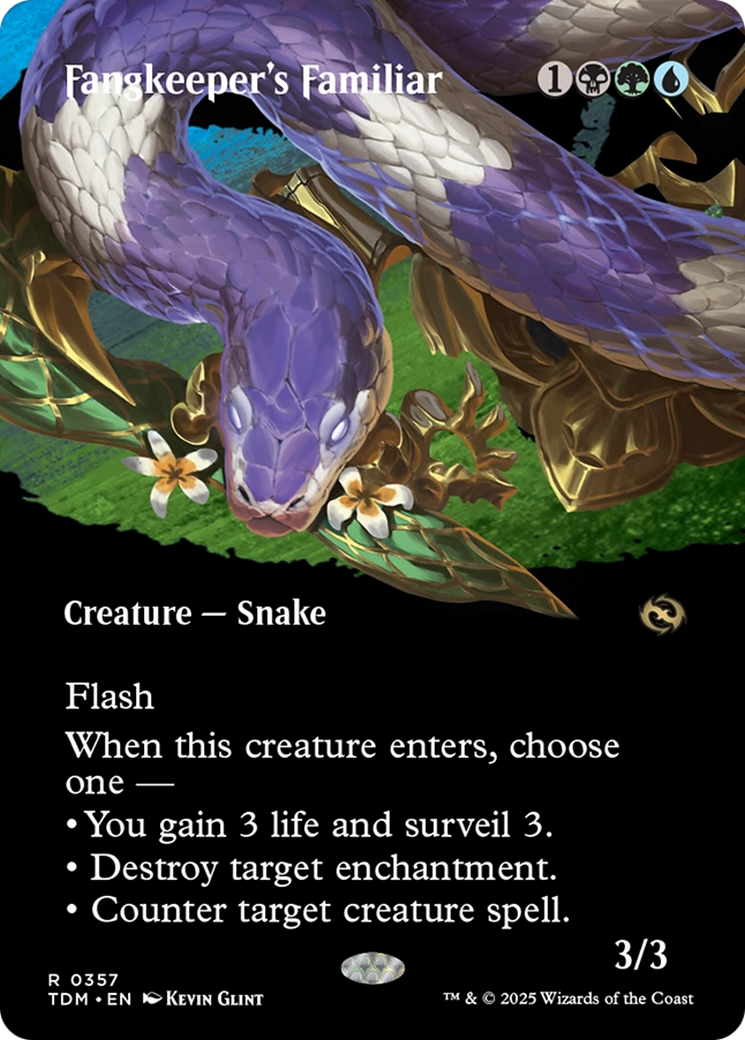 Fangkeeper's Familiar 1
Creature — Snake
Flash
When this creature enters, choose
one —
• You gain 3 life and surveil 3.
• Destroy target enchantment.
• Counter target creature spell.
3/3
R 0357
TDM • EN Kevin Glint
™ & © 2025 Wizards of the Coast